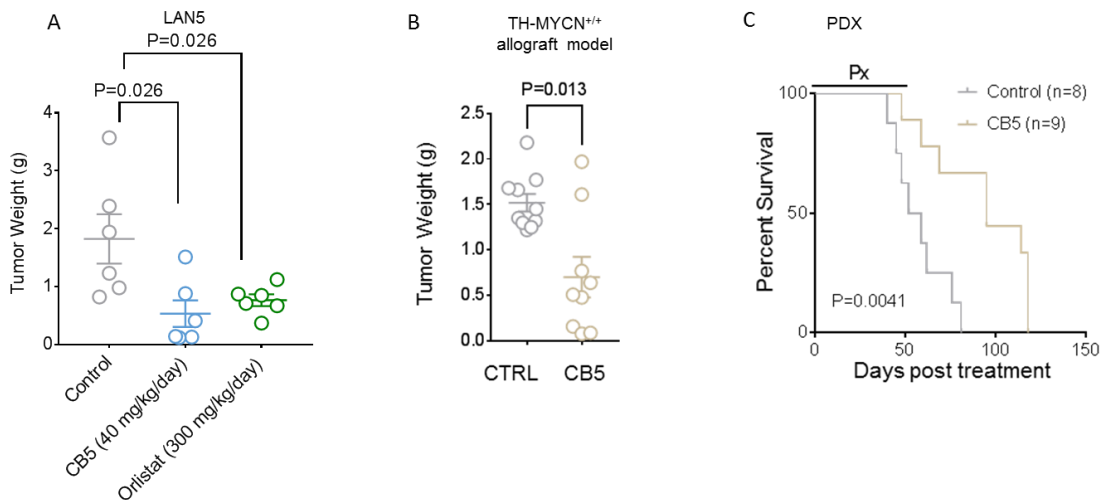 A
LAN5
P=0.026
P=0.026
Tumor Weight (g)
4
3
2
1
0
Control
CB5 (40 mg/kg/day)
Orlistat (300 mg/kg/day)
B
TH-MYCN+/+
allograft model
P=0.013
Tumor Weight (g)
2.5
2.0
1.5
1.0
0.5
0.0
CTRL
CB5
C
PDX
Px
Control (n=8)
CB5 (n=9)
Percent Survival
100
50
0
P=0.0041
0
50
100
150
Days post treatment